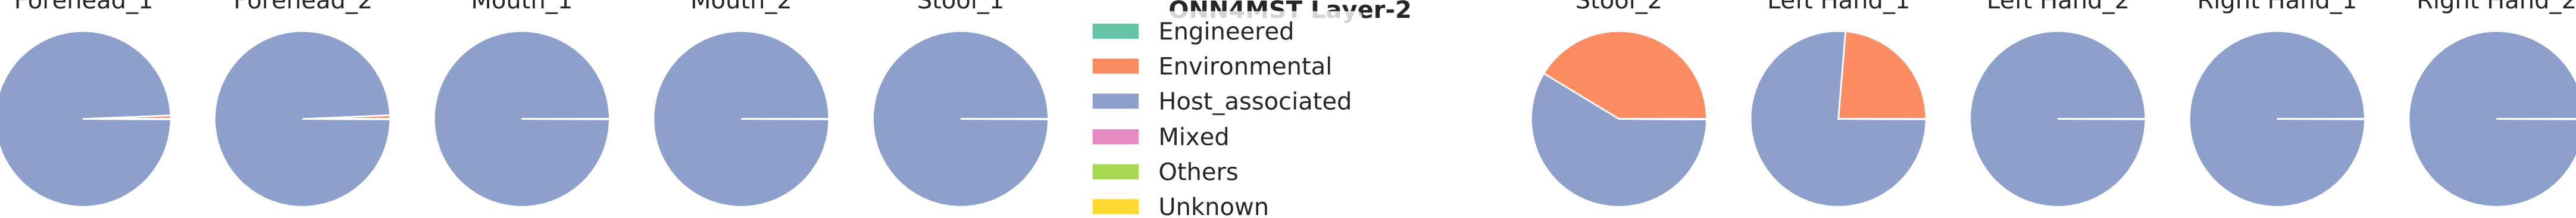 Forehead_1 Forehead_2 Mouth_1 Mouth_2 Stool_1 ONN4MST Layer-2 Stool_2 Left Hand_1 Left Hand_2 Right Hand_1 Right Hand_2
Engineered
Environmental
Host_associated
Mixed
Others
Unknown